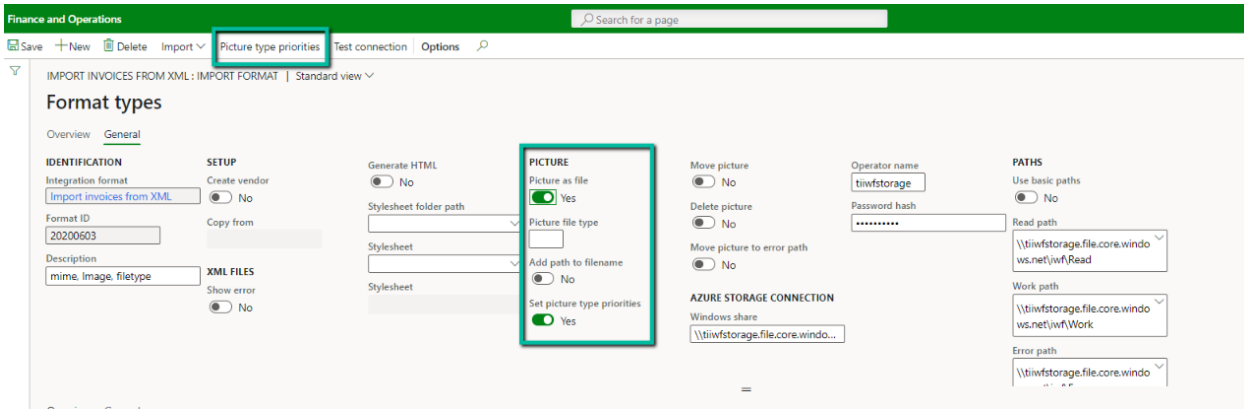 Finance and Operations
Search for a page
Save New Delete Import Picture type priorities Test connection Options
IMPORT INVOICES FROM XML : IMPORT FORMAT | Standard view
Format types
Overview General
IDENTIFICATION
Integration format
Import invoices from XML
Format ID
20200603
Description
mime, Image, filetype
SETUP
Create vendor
No
Copy from
XML FILES
Show error
No
Generate HTML
No
Stylesheet folder path
Stylesheet
Stylesheet
PICTURE
Picture as file
Yes
Picture file type
Add path to filename
No
Set picture type priorities
Yes
Move picture
No
Delete picture
No
Move picture to error path
No
AZURE STORAGE CONNECTION
Windows share
\\tiiwfstorage.file.core.windo...
Operator name
tiiwfstorage
Password hash
••••••••••
PATHS
Use basic paths
No
Read path
\\tiiwfstorage.file.core.windo
ws.net\iwf\Read
Work path
\\tiiwfstorage.file.core.windo
ws.net\iwf\Work
Error path
\\tiiwfstorage.file.core.windo